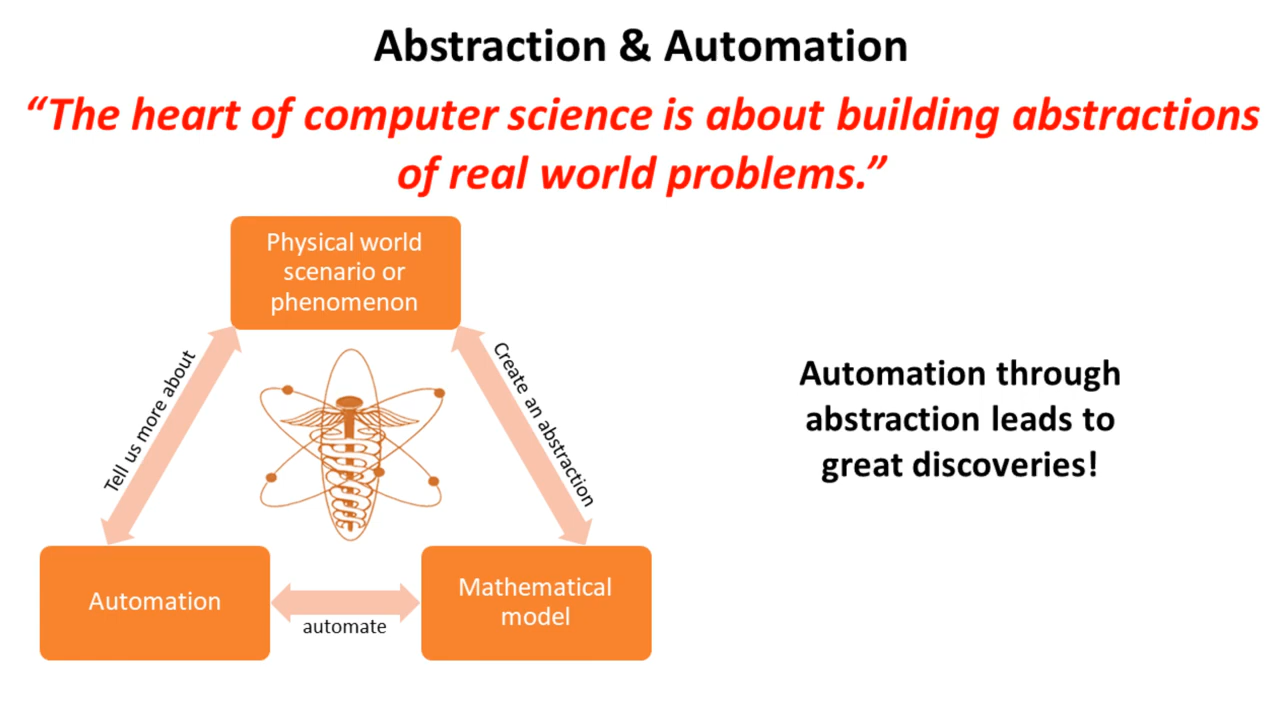 Abstraction & Automation
“The heart of computer science is about building abstractions
of real world problems.”
Physical world
scenario or
phenomenon
Tell us more about
Create an abstraction
Automation through
abstraction leads to
great discoveries!
Automation
automate
Mathematical
model